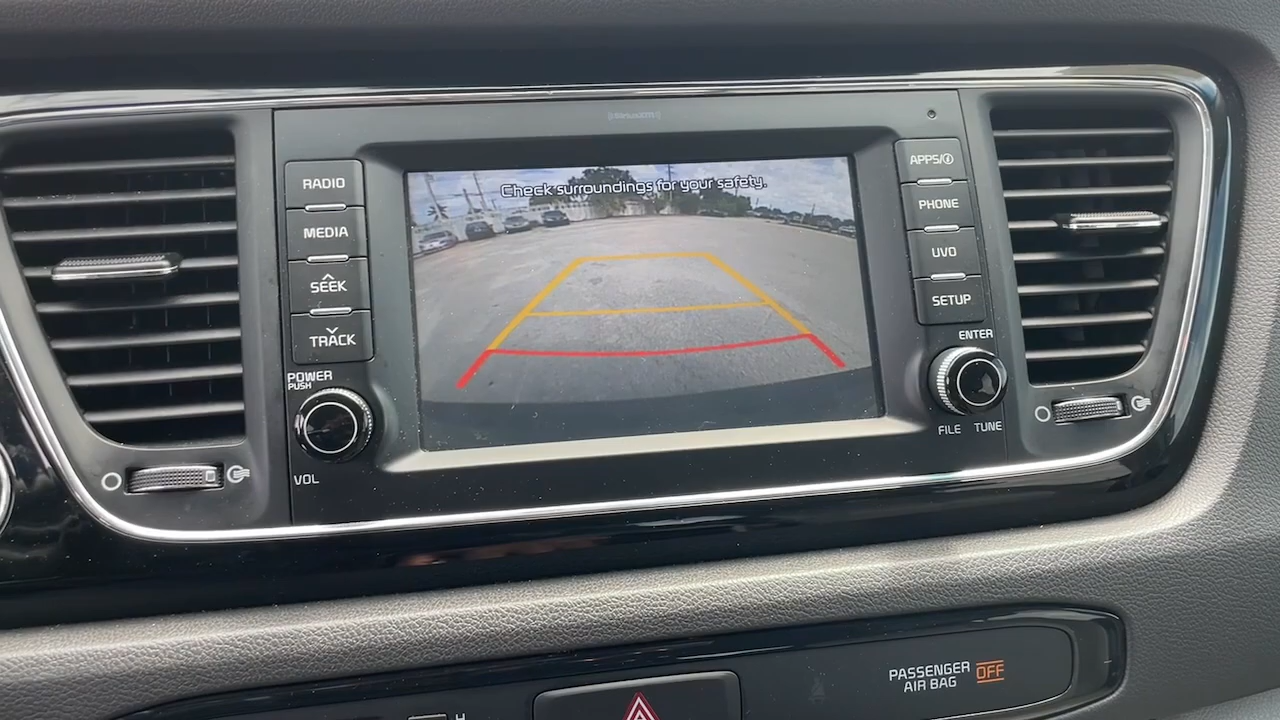 ((SiriusXM))
Check surroundings for your safety.
RADIO
MEDIA
SEEK
TRACK
POWER
PUSH
VOL
APPS/i
PHONE
UVO
SETUP
ENTER
FILE TUNE
PASSENGER
AIR BAG OFF
H